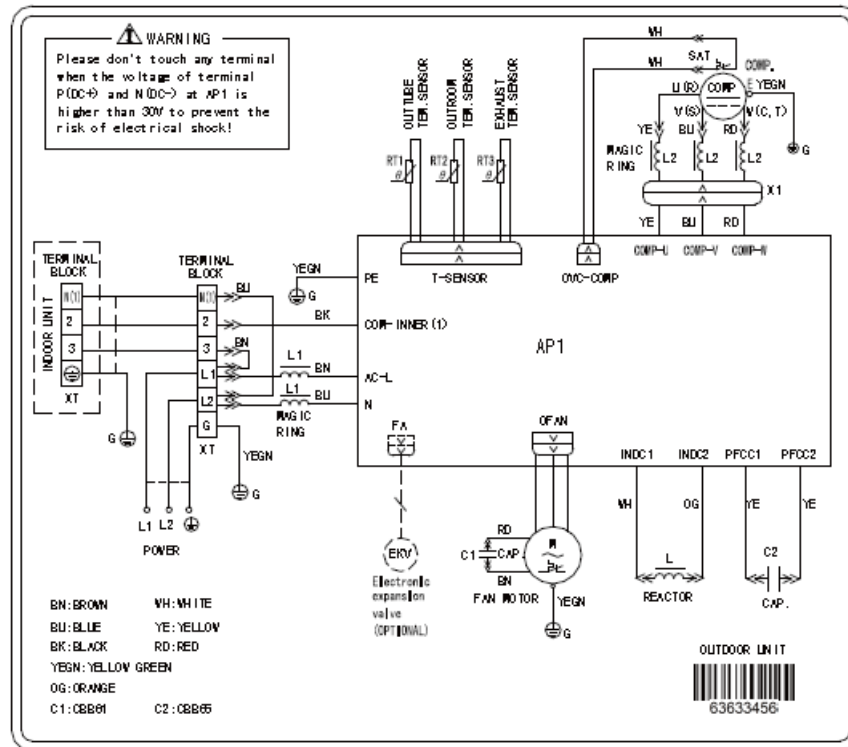 WARNING
Please don't touch any terminal
when the voltage of terminal
P(DC+) and N(DC-) at AP1 is
higher than 30V to prevent the
risk of electrical shock!
OUTTUBE
TEM.SENSOR
OUTROOM
TEM.SENSOR
EXHAUST
TEM.SENSOR
RT1
θ
RT2
θ
RT3
θ
WH
SAT
WH
COMP.
U(R)
COMP
E
YEGN
V(S)
W(C,T)
YE
BU
RD
G
MAGIC
RING
L2
L2
L2
X1
YE
BU
RD
COMP-U
COMP-V
COMP-W
T-SENSOR
OVC-COMP
AP1
INDOOR UNIT
TERMINAL
BLOCK
N(1)
2
3
XT
G
TERMINAL
BLOCK
N(1)
2
3
L1
L2
G
XT
BU
BN
YEGN
G
PE
BK
COM-INNER(1)
L1
BN
AC-L
L1
BU
N
MAGIC
RING
YEGN
G
L1
L2
POWER
FA
EKV
Electronic
expansion
valve
(OPTIONAL)
OFAN
RD
C1
CAP.
BN
M
FAN MOTOR
YEGN
G
INDC1
INDC2
PFCC1
PFCC2
WH
OG
YE
YE
L
REACTOR
C2
CAP.
BN:BROWN
WH:WHITE
BU:BLUE
YE:YELLOW
BK:BLACK
RD:RED
YEGN:YELLOW GREEN
OG:ORANGE
C1:CBB61
C2:CBB65
OUTDOOR UNIT
63633456